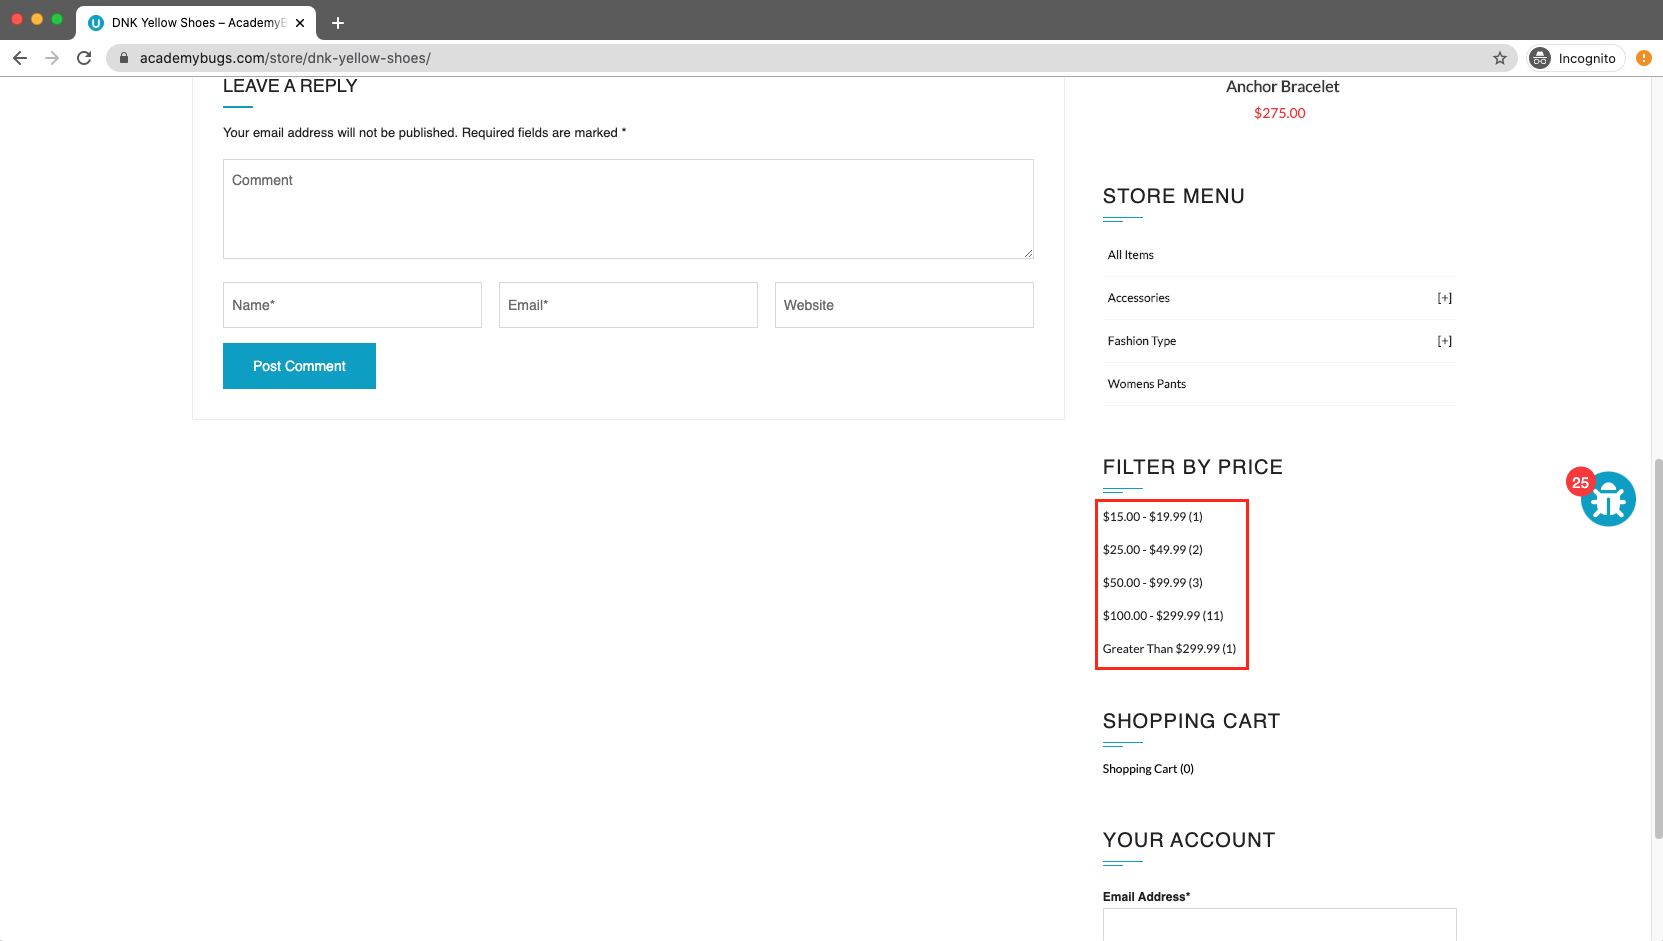 DNK Yellow Shoes – AcademyB
academybugs.com/store/dnk-yellow-shoes/
Incognito
LEAVE A REPLY
Your email address will not be published. Required fields are marked *
Comment
Name*
Email*
Website
Post Comment
Anchor Bracelet
$275.00
STORE MENU
All Items
Accessories [+]
Fashion Type [+]
Womens Pants
FILTER BY PRICE
$15.00 - $19.99 (1)
$25.00 - $49.99 (2)
$50.00 - $99.99 (3)
$100.00 - $299.99 (11)
Greater Than $299.99 (1)
25
SHOPPING CART
Shopping Cart (0)
YOUR ACCOUNT
Email Address*